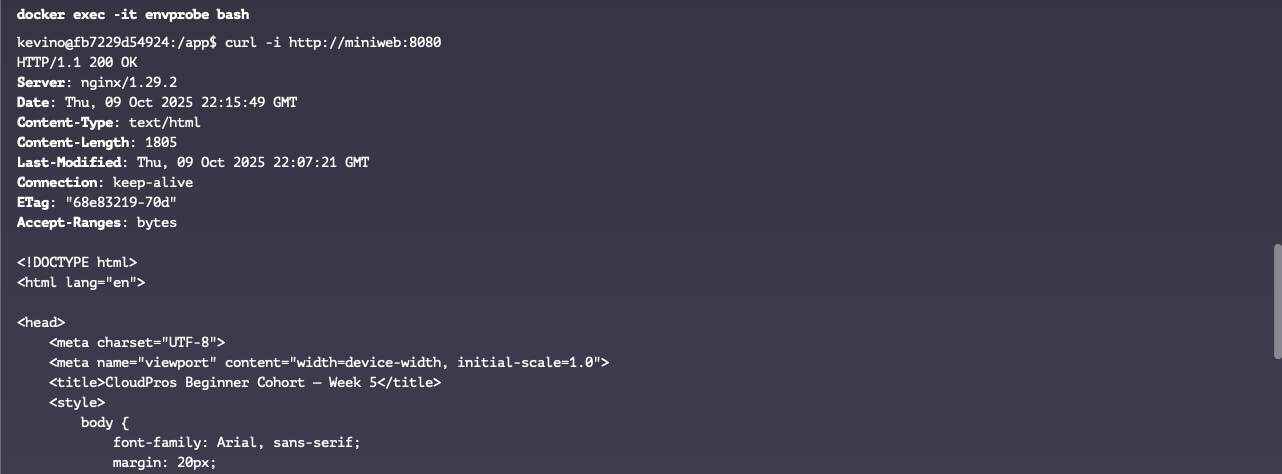 docker exec -it envprobe bash
kevino@fb7229d54924:/app$ curl -i http://miniweb:8080
HTTP/1.1 200 OK
Server: nginx/1.29.2
Date: Thu, 09 Oct 2025 22:15:49 GMT
Content-Type: text/html
Content-Length: 1805
Last-Modified: Thu, 09 Oct 2025 22:07:21 GMT
Connection: keep-alive
ETag: "68e83219-70d"
Accept-Ranges: bytes
<!DOCTYPE html>
<html lang="en">
<head>
    <meta charset="UTF-8">
    <meta name="viewport" content="width=device-width, initial-scale=1.0">
    <title>CloudPros Beginner Cohort – Week 5</title>
    <style>
        body {
            font-family: Arial, sans-serif;
            margin: 20px;